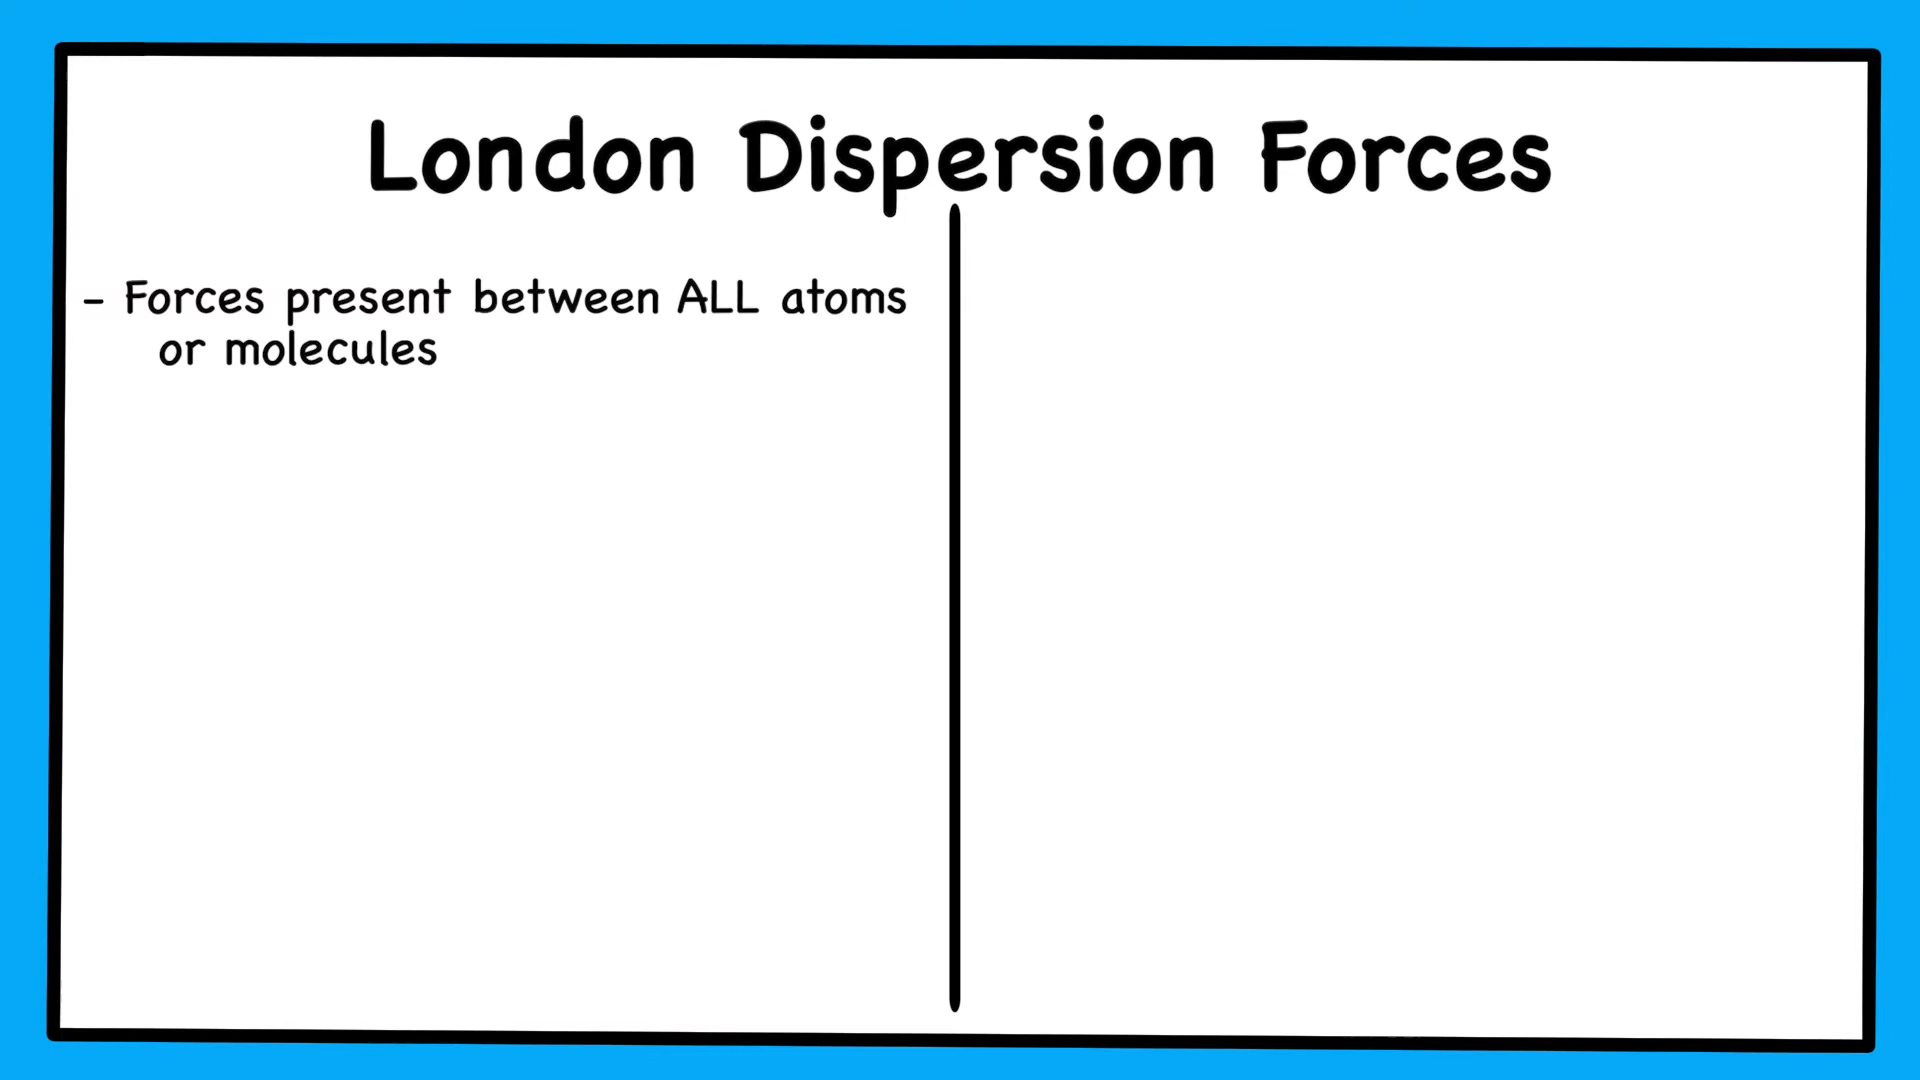 London Dispersion Forces
- Forces present between ALL atoms
or molecules